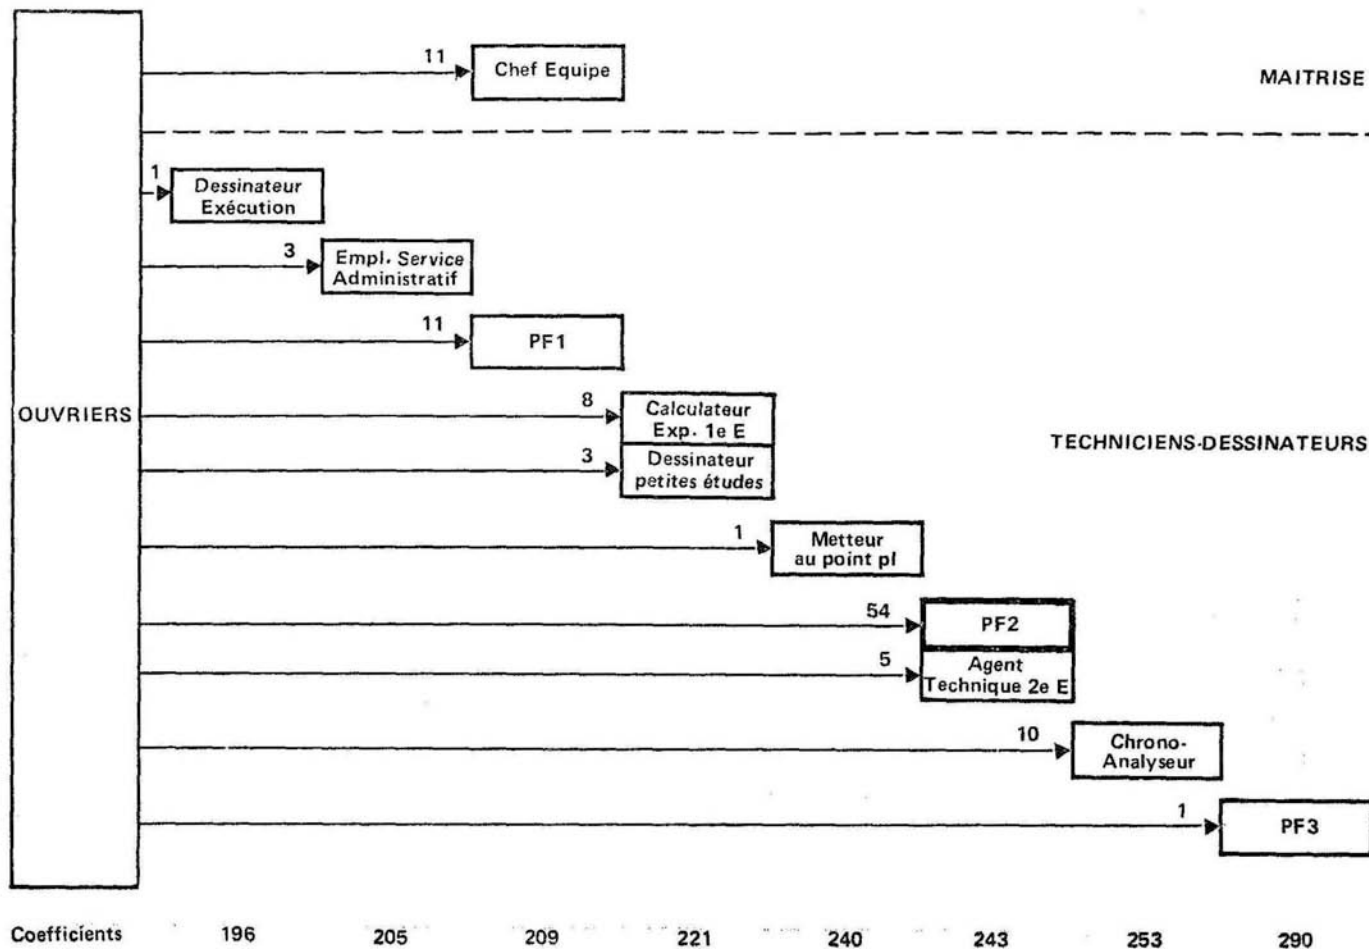 11
Chef Equipe
MAITRISE
1
Dessinateur
Exécution
3
Empl. Service
Administratif
11
PF1
OUVRIERS
8
Calculateur
Exp. 1e E
TECHNICIENS-DESSINATEURS
3
Dessinateur
petites études
1
Metteur
au point pl
54
PF2
5
Agent
Technique 2e E
10
Chrono-
Analyseur
1
PF3
Coefficients 196 205 209 221 240 243 253 290